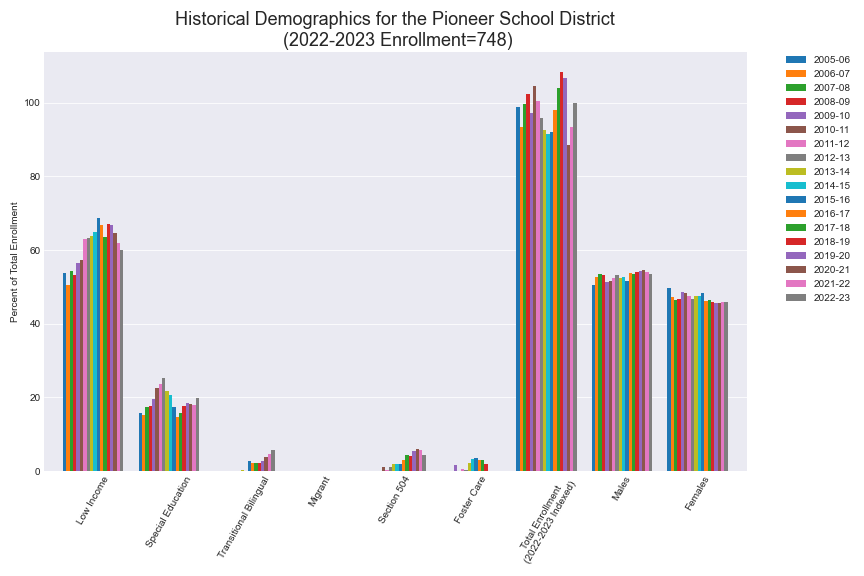 Historical Demographics for the Pioneer School District
(2022-2023 Enrollment=748)
Percent of Total Enrollment
100
80
60
40
20
0
Low Income
Special Education
Transitional Bilingual
Migrant
Section 504
Foster Care
Total Enrollment
(2022-2023 Indexed)
Males
Females
2005-06
2006-07
2007-08
2008-09
2009-10
2010-11
2011-12
2012-13
2013-14
2014-15
2015-16
2016-17
2017-18
2018-19
2019-20
2020-21
2021-22
2022-23